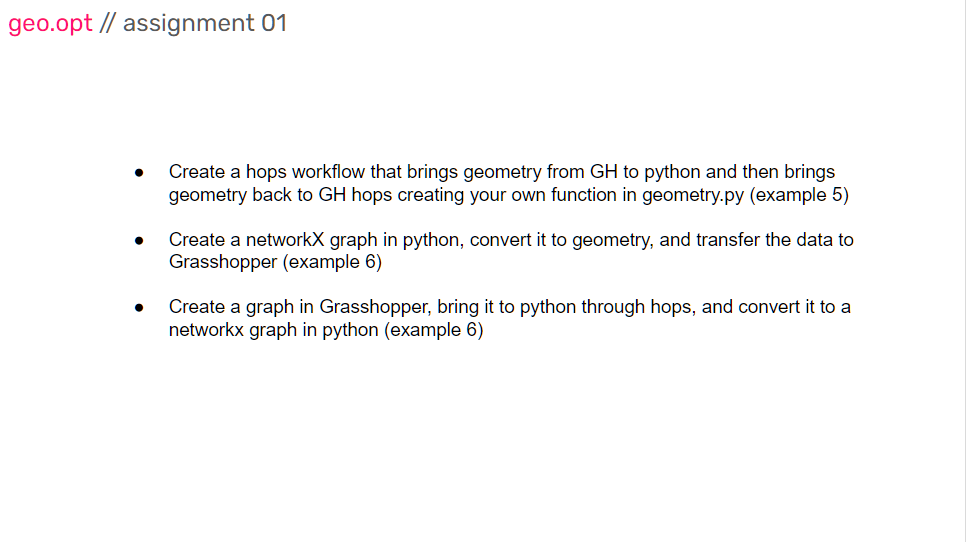 geo.opt // assignment 01
● Create a hops workflow that brings geometry from GH to python and then brings
geometry back to GH hops creating your own function in geometry.py (example 5)
● Create a networkX graph in python, convert it to geometry, and transfer the data to
Grasshopper (example 6)
● Create a graph in Grasshopper, bring it to python through hops, and convert it to a
networkx graph in python (example 6)